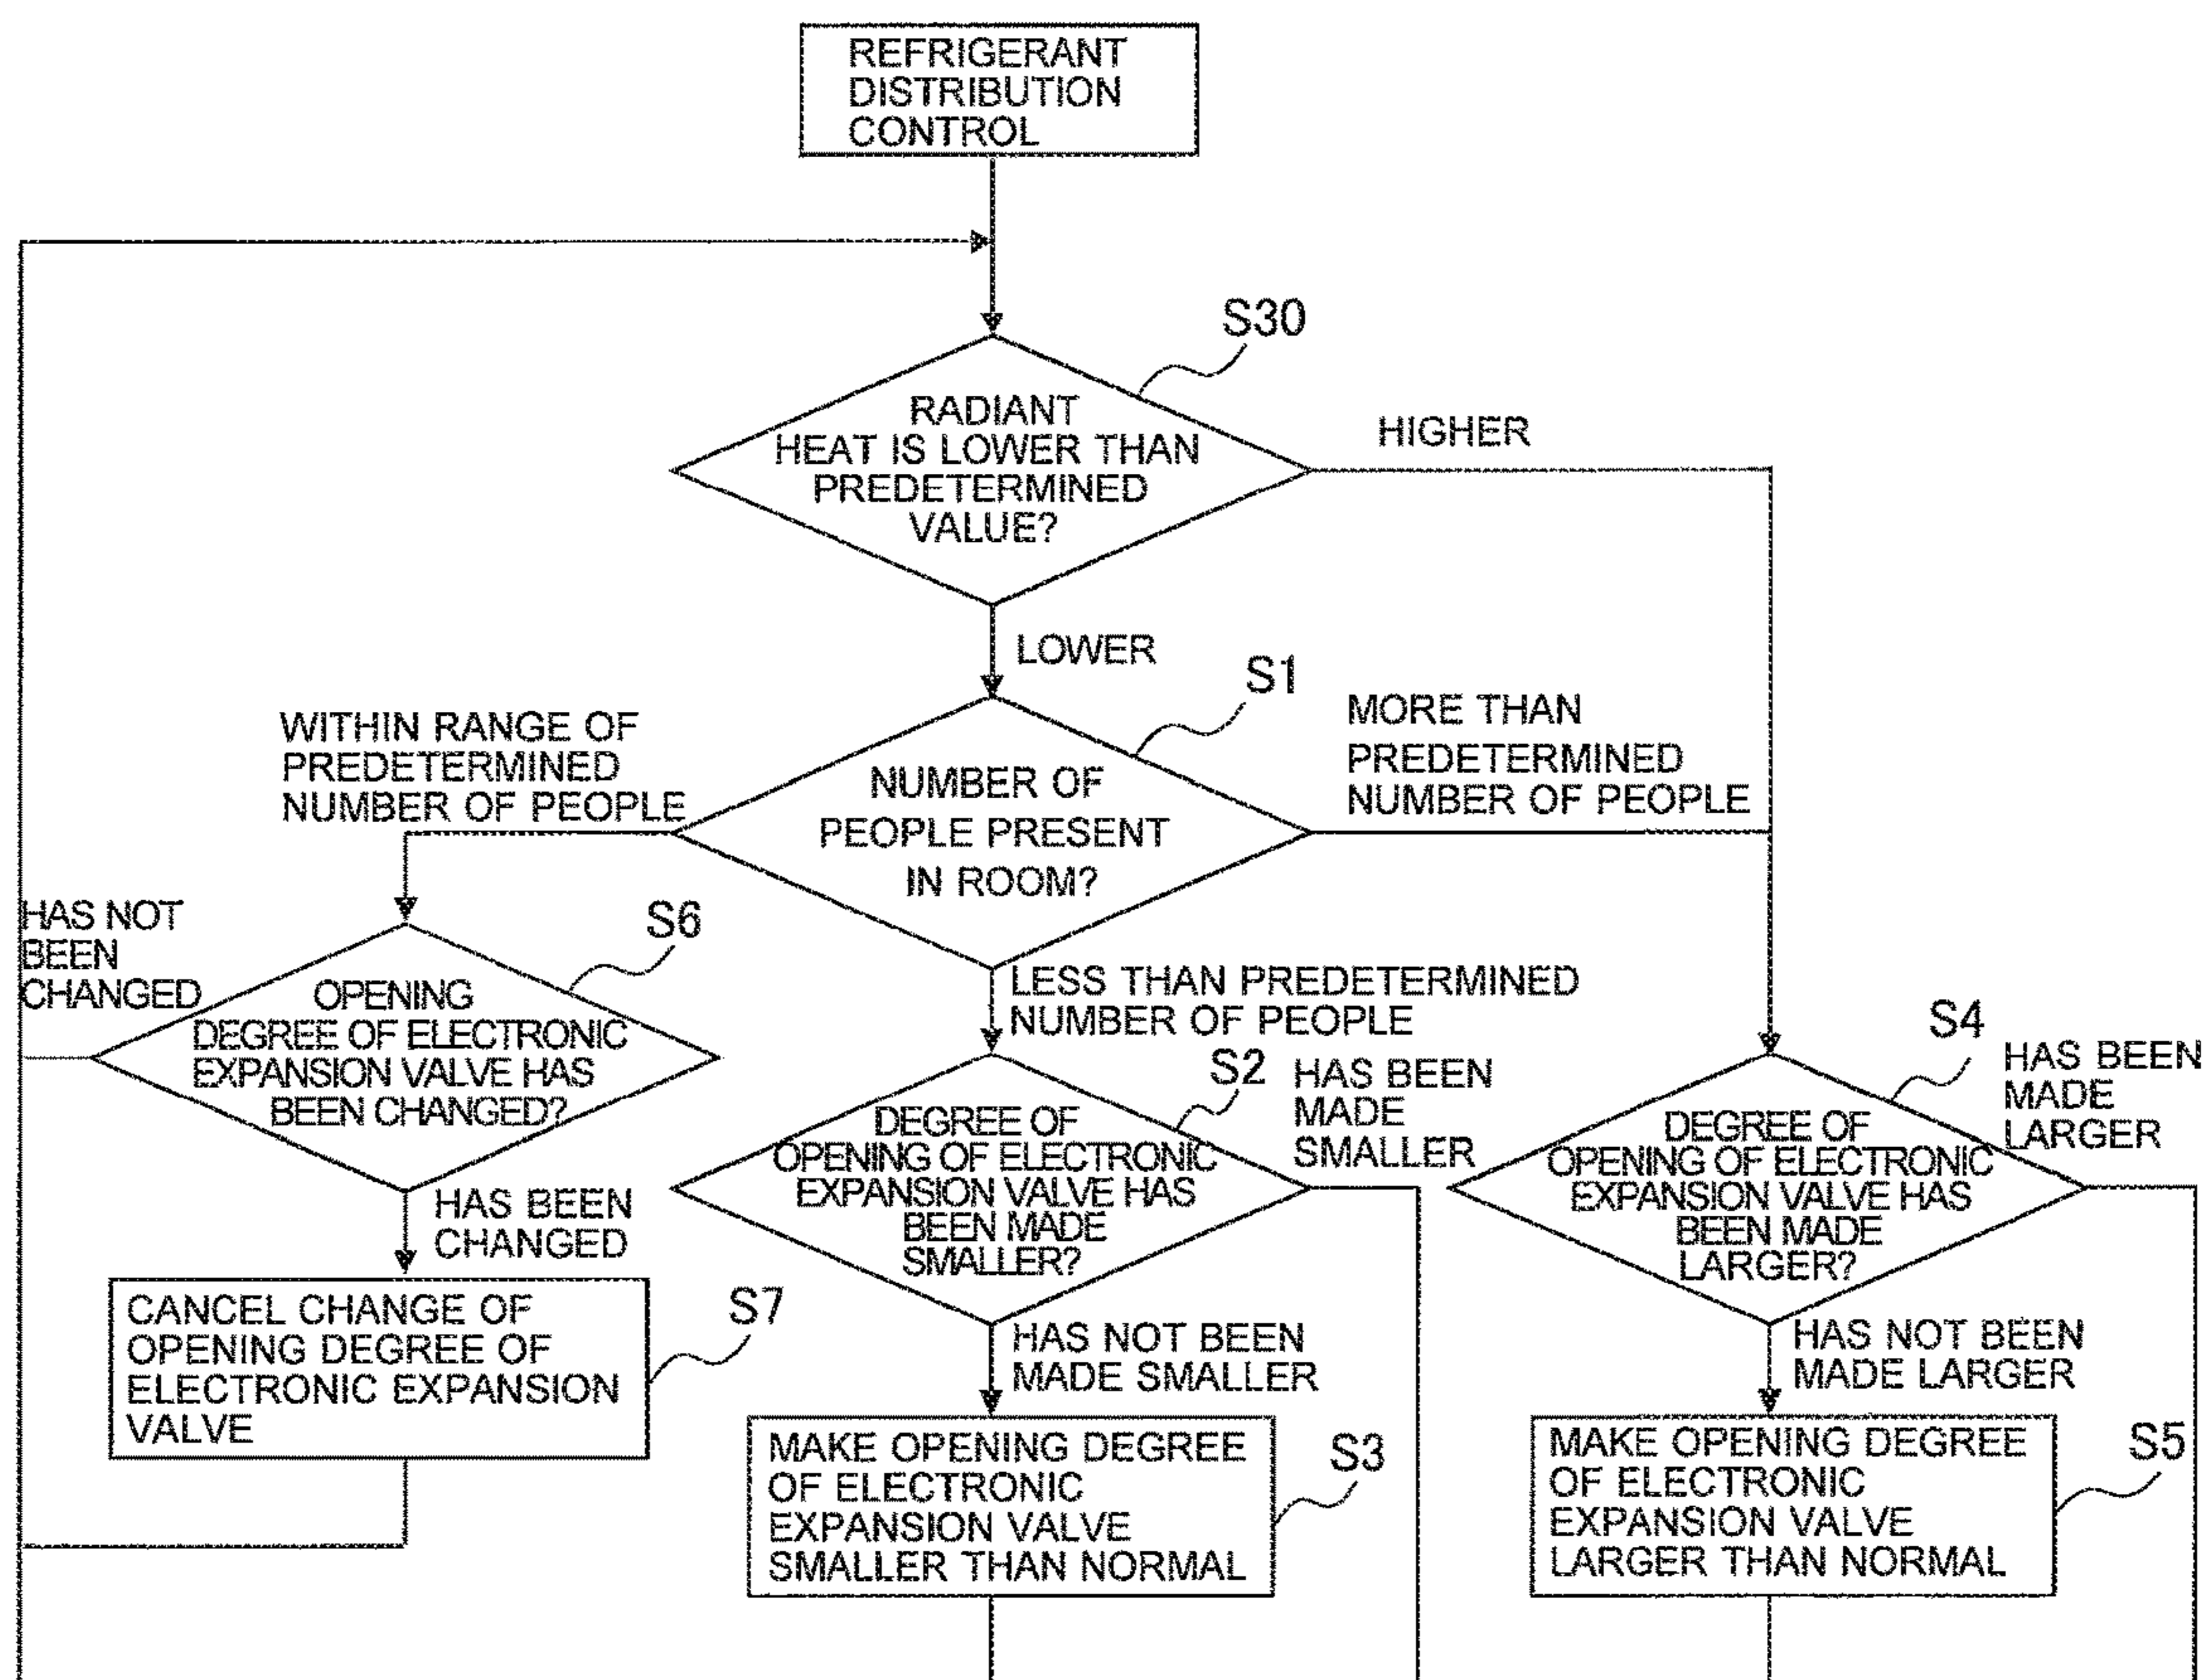 REFRIGERANT
DISTRIBUTION
CONTROL
S30
RADIANT
HEAT IS LOWER THAN
PREDETERMINED
VALUE?
HIGHER
LOWER
S1
WITHIN RANGE OF
PREDETERMINED
NUMBER OF PEOPLE
MORE THAN
PREDETERMINED
NUMBER OF PEOPLE
NUMBER OF
PEOPLE PRESENT
IN ROOM?
HAS NOT
BEEN
CHANGED
S6
OPENING
DEGREE OF ELECTRONIC
EXPANSION VALVE HAS
BEEN CHANGED?
LESS THAN PREDETERMINED
NUMBER OF PEOPLE
S2
HAS BEEN
MADE
SMALLER
DEGREE OF
OPENING OF ELECTRONIC
EXPANSION VALVE HAS
BEEN MADE
SMALLER?
S4
HAS BEEN
MADE
LARGER
DEGREE OF
OPENING OF ELECTRONIC
EXPANSION VALVE HAS
BEEN MADE
LARGER?
HAS BEEN
CHANGED
S7
CANCEL CHANGE OF
OPENING DEGREE OF
ELECTRONIC EXPANSION
VALVE
HAS NOT BEEN
MADE SMALLER
S3
MAKE OPENING DEGREE
OF ELECTRONIC
EXPANSION VALVE
SMALLER THAN NORMAL
HAS NOT BEEN
MADE LARGER
S5
MAKE OPENING DEGREE
OF ELECTRONIC
EXPANSION VALVE
LARGER THAN NORMAL